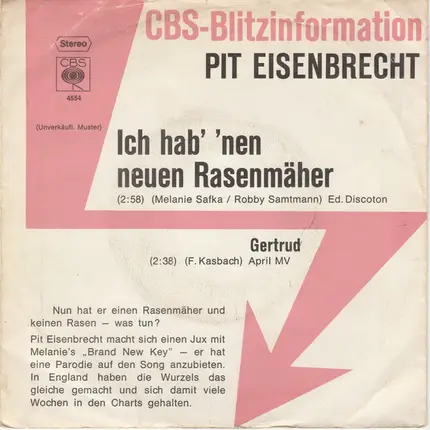 CBS-Blitzinformation
Stereo
PIT EISENBRECHT
CBS
4554
(Unverkäufl. Muster)
Ich hab’ ’nen
neuen Rasenmäher
(2:58) (Melanie Safka / Robby Samtmann) Ed. Discoton
Gertrud
(2:38) (F. Kasbach) April MV
Nun hat er einen Rasenmäher und
keinen Rasen – was tun?
Pit Eisenbrecht macht sich einen Jux mit
Melanie's „Brand New Key" – er hat
eine Parodie auf den Song anzubieten.
In England haben die Wurzels das
gleiche gemacht und sich damit viele
Wochen in den Charts gehalten.